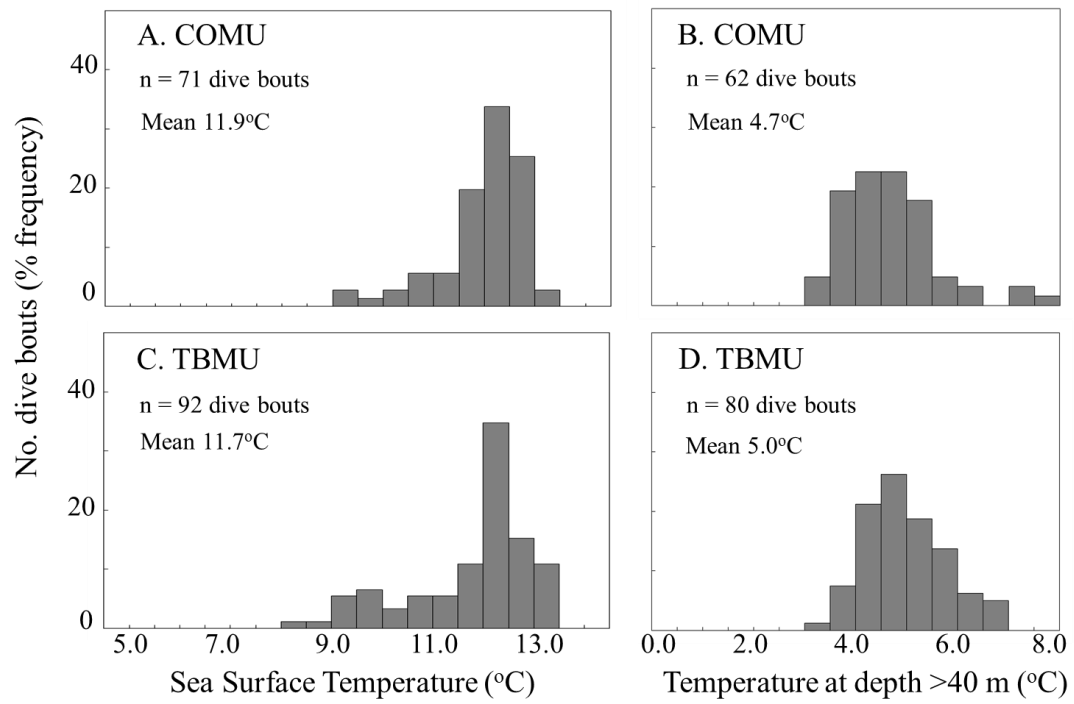 A. COMU
n = 71 dive bouts
Mean 11.9°C
B. COMU
n = 62 dive bouts
Mean 4.7°C
40
20
0
C. TBMU
n = 92 dive bouts
Mean 11.7°C
D. TBMU
n = 80 dive bouts
Mean 5.0°C
40
20
0
No. dive bouts (% frequency)
5.0 7.0 9.0 11.0 13.0
0.0 2.0 4.0 6.0 8.0
Sea Surface Temperature (°C)
Temperature at depth >40 m (°C)